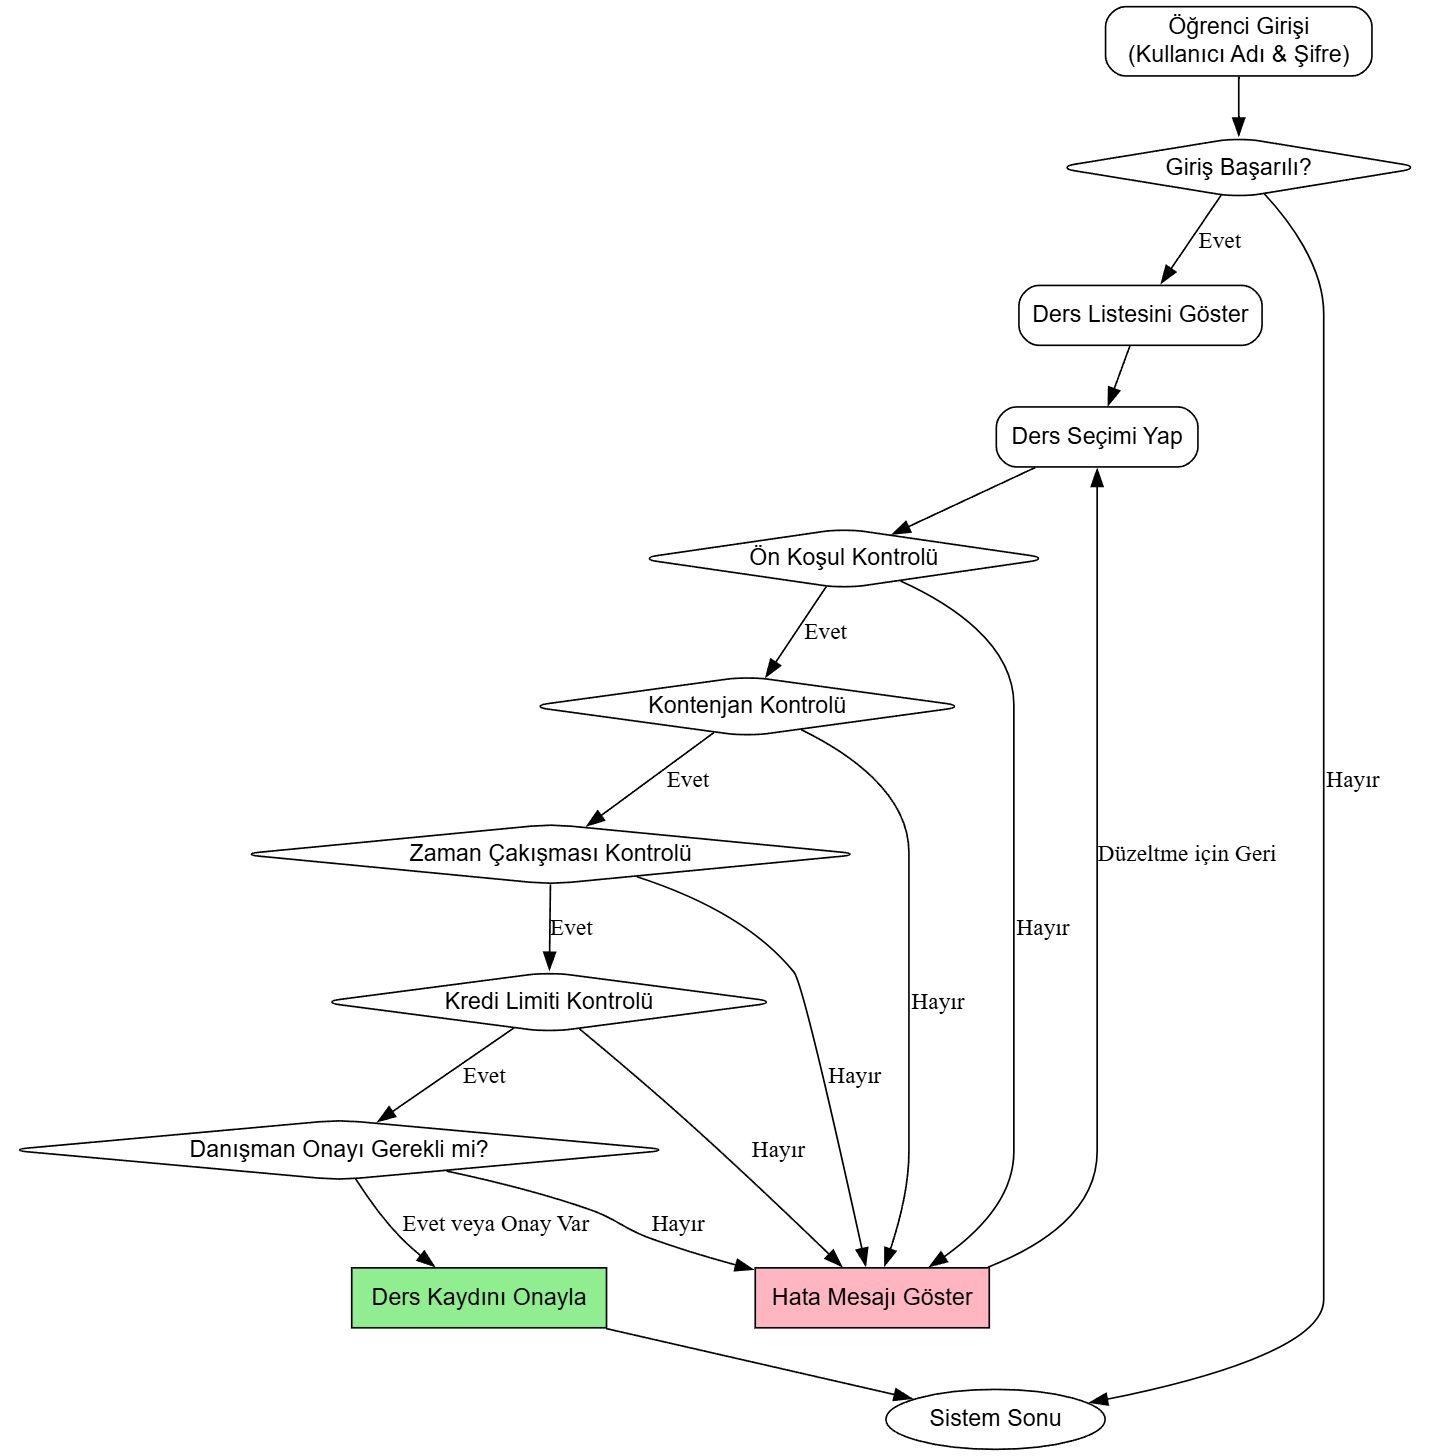 Öğrenci Girişi
(Kullanıcı Adı & Şifre)
Giriş Başarılı?
Evet
Ders Listesini Göster
Ders Seçimi Yap
Ön Koşul Kontrolü
Evet
Kontenjan Kontrolü
Evet
Hayır
Zaman Çakışması Kontrolü
Düzeltme için Geri
Evet
Hayır
Kredi Limiti Kontrolü
Hayır
Evet
Hayır
Danışman Onayı Gerekli mi?
Hayır
Evet veya Onay Var
Hayır
Ders Kaydını Onayla
Hata Mesajı Göster
Sistem Sonu